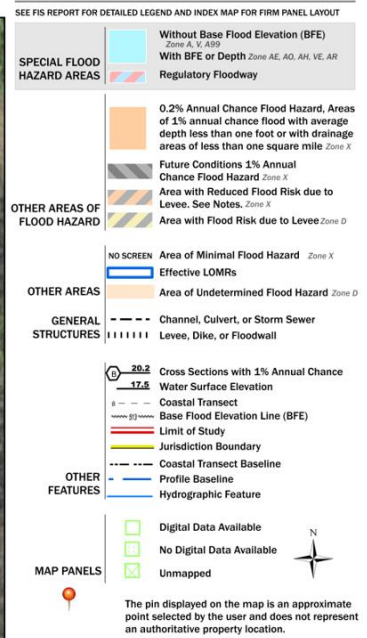 SEE FIS REPORT FOR DETAILED LEGEND AND INDEX MAP FOR FIRM PANEL LAYOUT
SPECIAL FLOOD
HAZARD AREAS
Without Base Flood Elevation (BFE)
Zone A, V, A99
With BFE or Depth Zone AE, AO, AH, VE, AR
Regulatory Floodway
OTHER AREAS OF
FLOOD HAZARD
0.2% Annual Chance Flood Hazard, Areas
of 1% annual chance flood with average
depth less than one foot or with drainage
areas of less than one square mile Zone X
Future Conditions 1% Annual
Chance Flood Hazard Zone X
Area with Reduced Flood Risk due to
Levee. See Notes. Zone X
Area with Flood Risk due to Levee Zone D
OTHER AREAS
NO SCREEN Area of Minimal Flood Hazard Zone X
Effective LOMRs
Area of Undetermined Flood Hazard Zone D
GENERAL
STRUCTURES
Channel, Culvert, or Storm Sewer
Levee, Dike, or Floodwall
OTHER
FEATURES
B 20.2 Cross Sections with 1% Annual Chance
17.5 Water Surface Elevation
8 Coastal Transect
513 Base Flood Elevation Line (BFE)
Limit of Study
Jurisdiction Boundary
Coastal Transect Baseline
Profile Baseline
Hydrographic Feature
MAP PANELS
Digital Data Available
No Digital Data Available
Unmapped
N
The pin displayed on the map is an approximate
point selected by the user and does not represent
an authoritative property location.